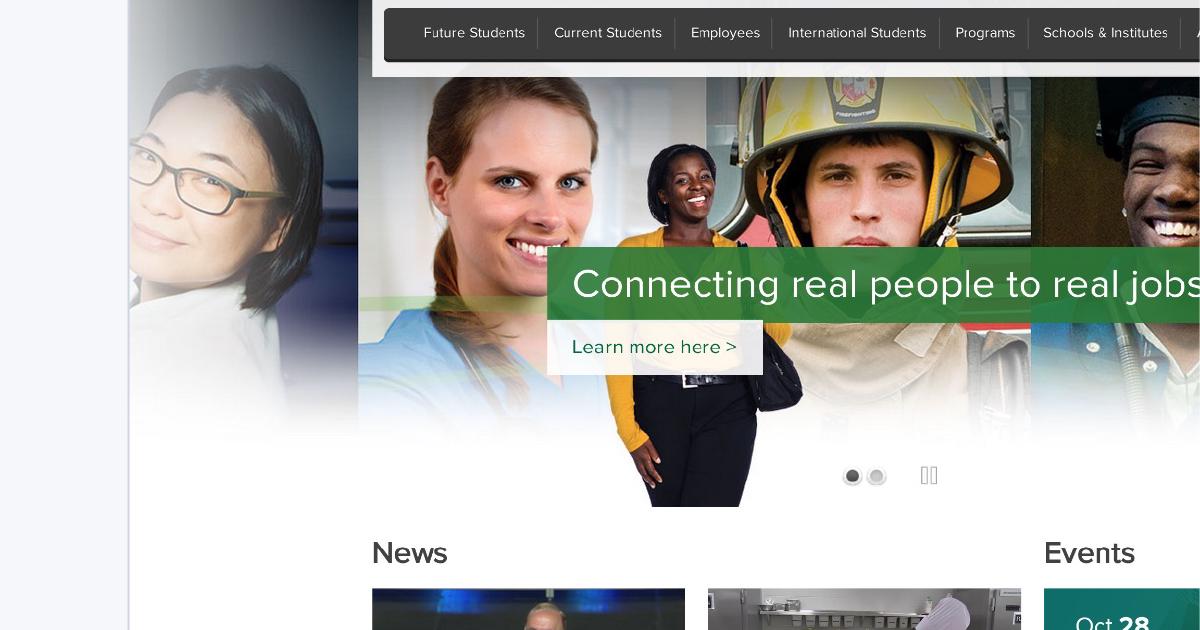 Future Students
Current Students
Employees
International Students
Programs
Schools & Institutes
FIREFIGHTING
Connecting real people to real jobs
Learn more here >
News
Events
Oct 28